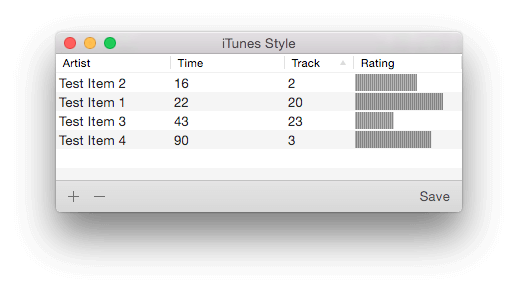 iTunes Style
Artist Time Track Rating
Test Item 2 16 2
Test Item 1 22 20
Test Item 3 43 23
Test Item 4 90 3
+ − Save